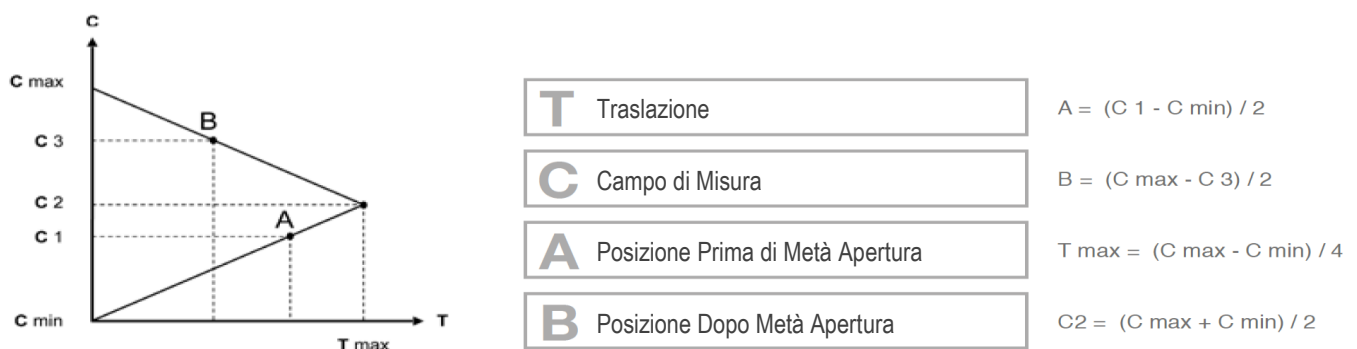 C
C max
B
C 3
C 2
A
C 1
C min
T
T max
T Traslazione
A = (C 1 - C min) / 2
C Campo di Misura
B = (C max - C 3) / 2
A Posizione Prima di Metà Apertura
T max = (C max - C min) / 4
B Posizione Dopo Metà Apertura
C2 = (C max + C min) / 2